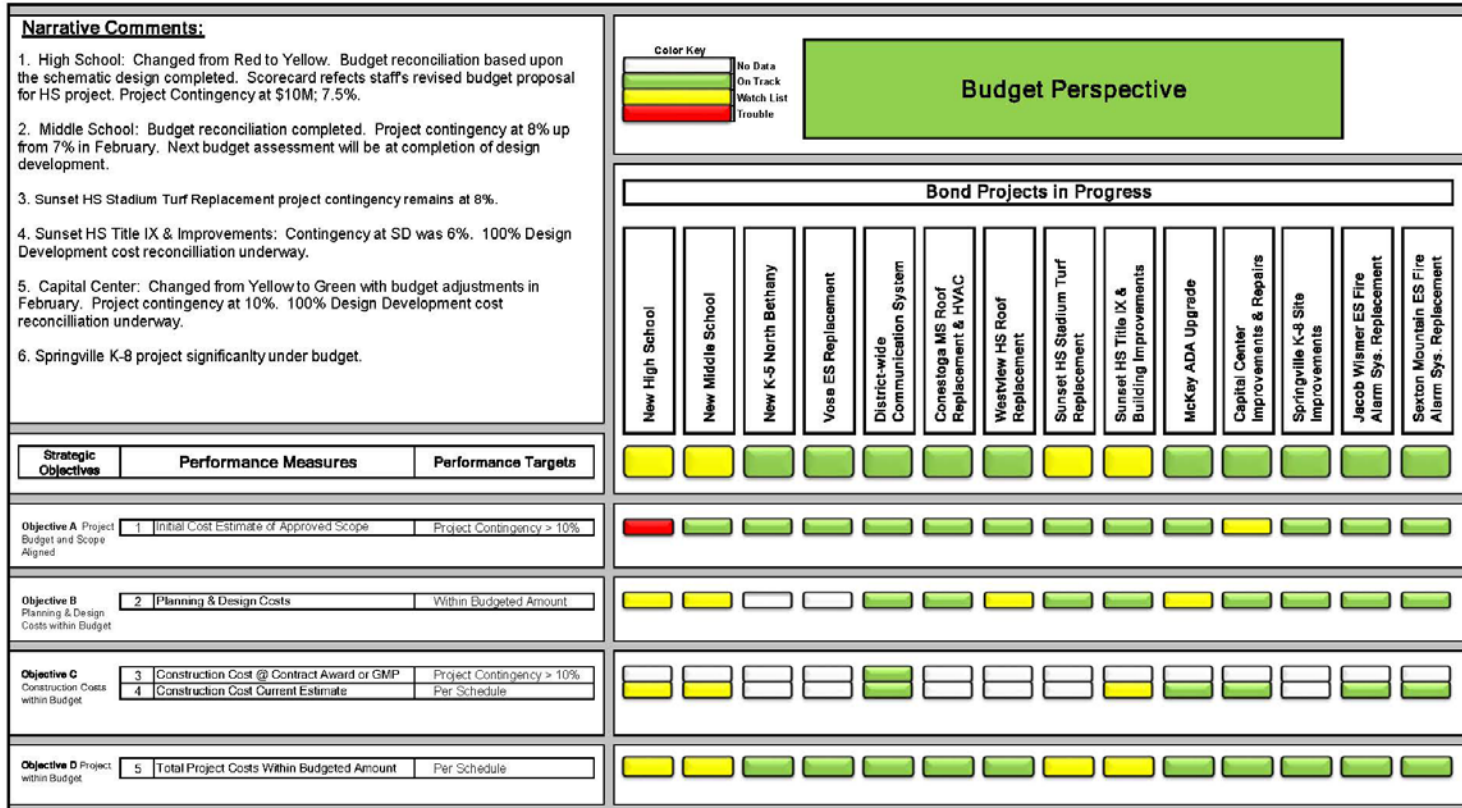 Narrative Comments:
1. High School: Changed from Red to Yellow. Budget reconciliation based upon
the schematic design completed. Scorecard refects staff's revised budget proposal
for HS project. Project Contingency at $10M; 7.5%.
2. Middle School: Budget reconciliation completed. Project contingency at 8% up
from 7% in February. Next budget assessment will be at completion of design
development.
3. Sunset HS Stadium Turf Replacement project contingency remains at 8%.
4. Sunset HS Title IX & Improvements: Contingency at SD was 6%. 100% Design
Development cost reconcilliation underway.
5. Capital Center: Changed from Yellow to Green with budget adjustments in
February. Project contingency at 10%. 100% Design Development cost
reconcilliation underway.
6. Springville K-8 project significanlty under budget.
Color Key
No Data
On Track
Watch List
Trouble
Budget Perspective
Bond Projects in Progress
New High School
New Middle School
New K-5 North Bethany
Vose ES Replacement
District-wide
Communication System
Conestoga MS Roof
Replacement & HVAC
Westview HS Roof
Replacement
Sunset HS Stadium Turf
Replacement
Sunset HS Title IX &
Building Improvements
McKay ADA Upgrade
Capital Center
Improvements & Repairs
Springville K-8 Site
Improvements
Jacob Wismer ES Fire
Alarm Sys. Replacement
Sexton Mountain ES Fire
Alarm Sys. Replacement
Strategic
Objectives
Performance Measures
Performance Targets
Objective A Project
Budget and Scope
Aligned
1 Initial Cost Estimate of Approved Scope Project Contingency > 10%
Objective B
Planning & Design
Costs within Budget
2 Planning & Design Costs Within Budgeted Amount
Objective C
Construction Costs
within Budget
3 Construction Cost @ Contract Award or GMP Project Contingency > 10%
4 Construction Cost Current Estimate Per Schedule
Objective D Project
within Budget
5 Total Project Costs Within Budgeted Amount Per Schedule